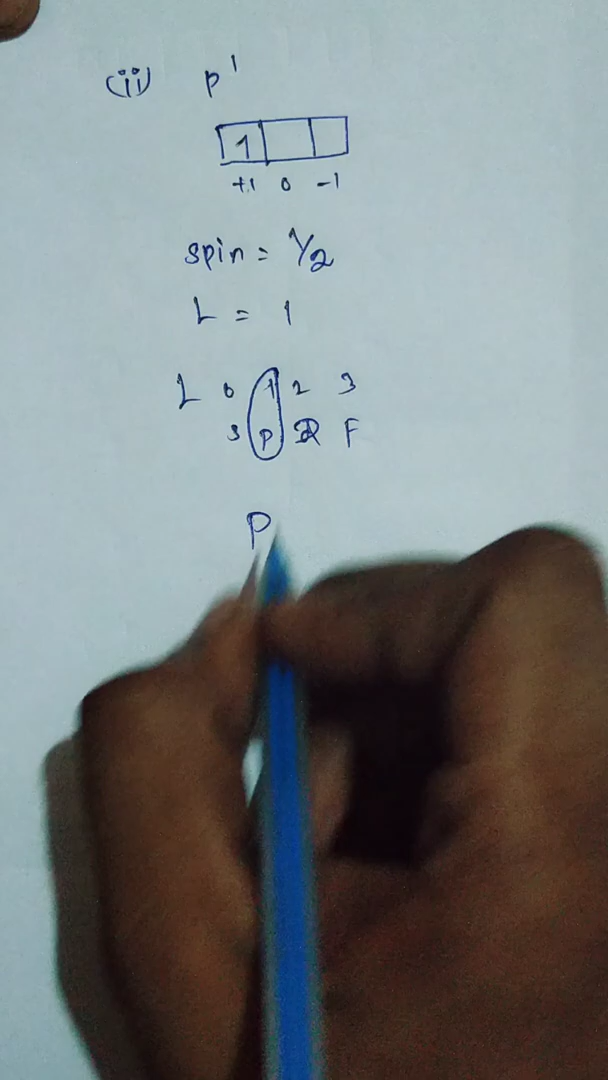 (ii) p¹
1
+1 0 -1
spin = 1/2
L = 1
L 0 1 2 3
S P D F
P